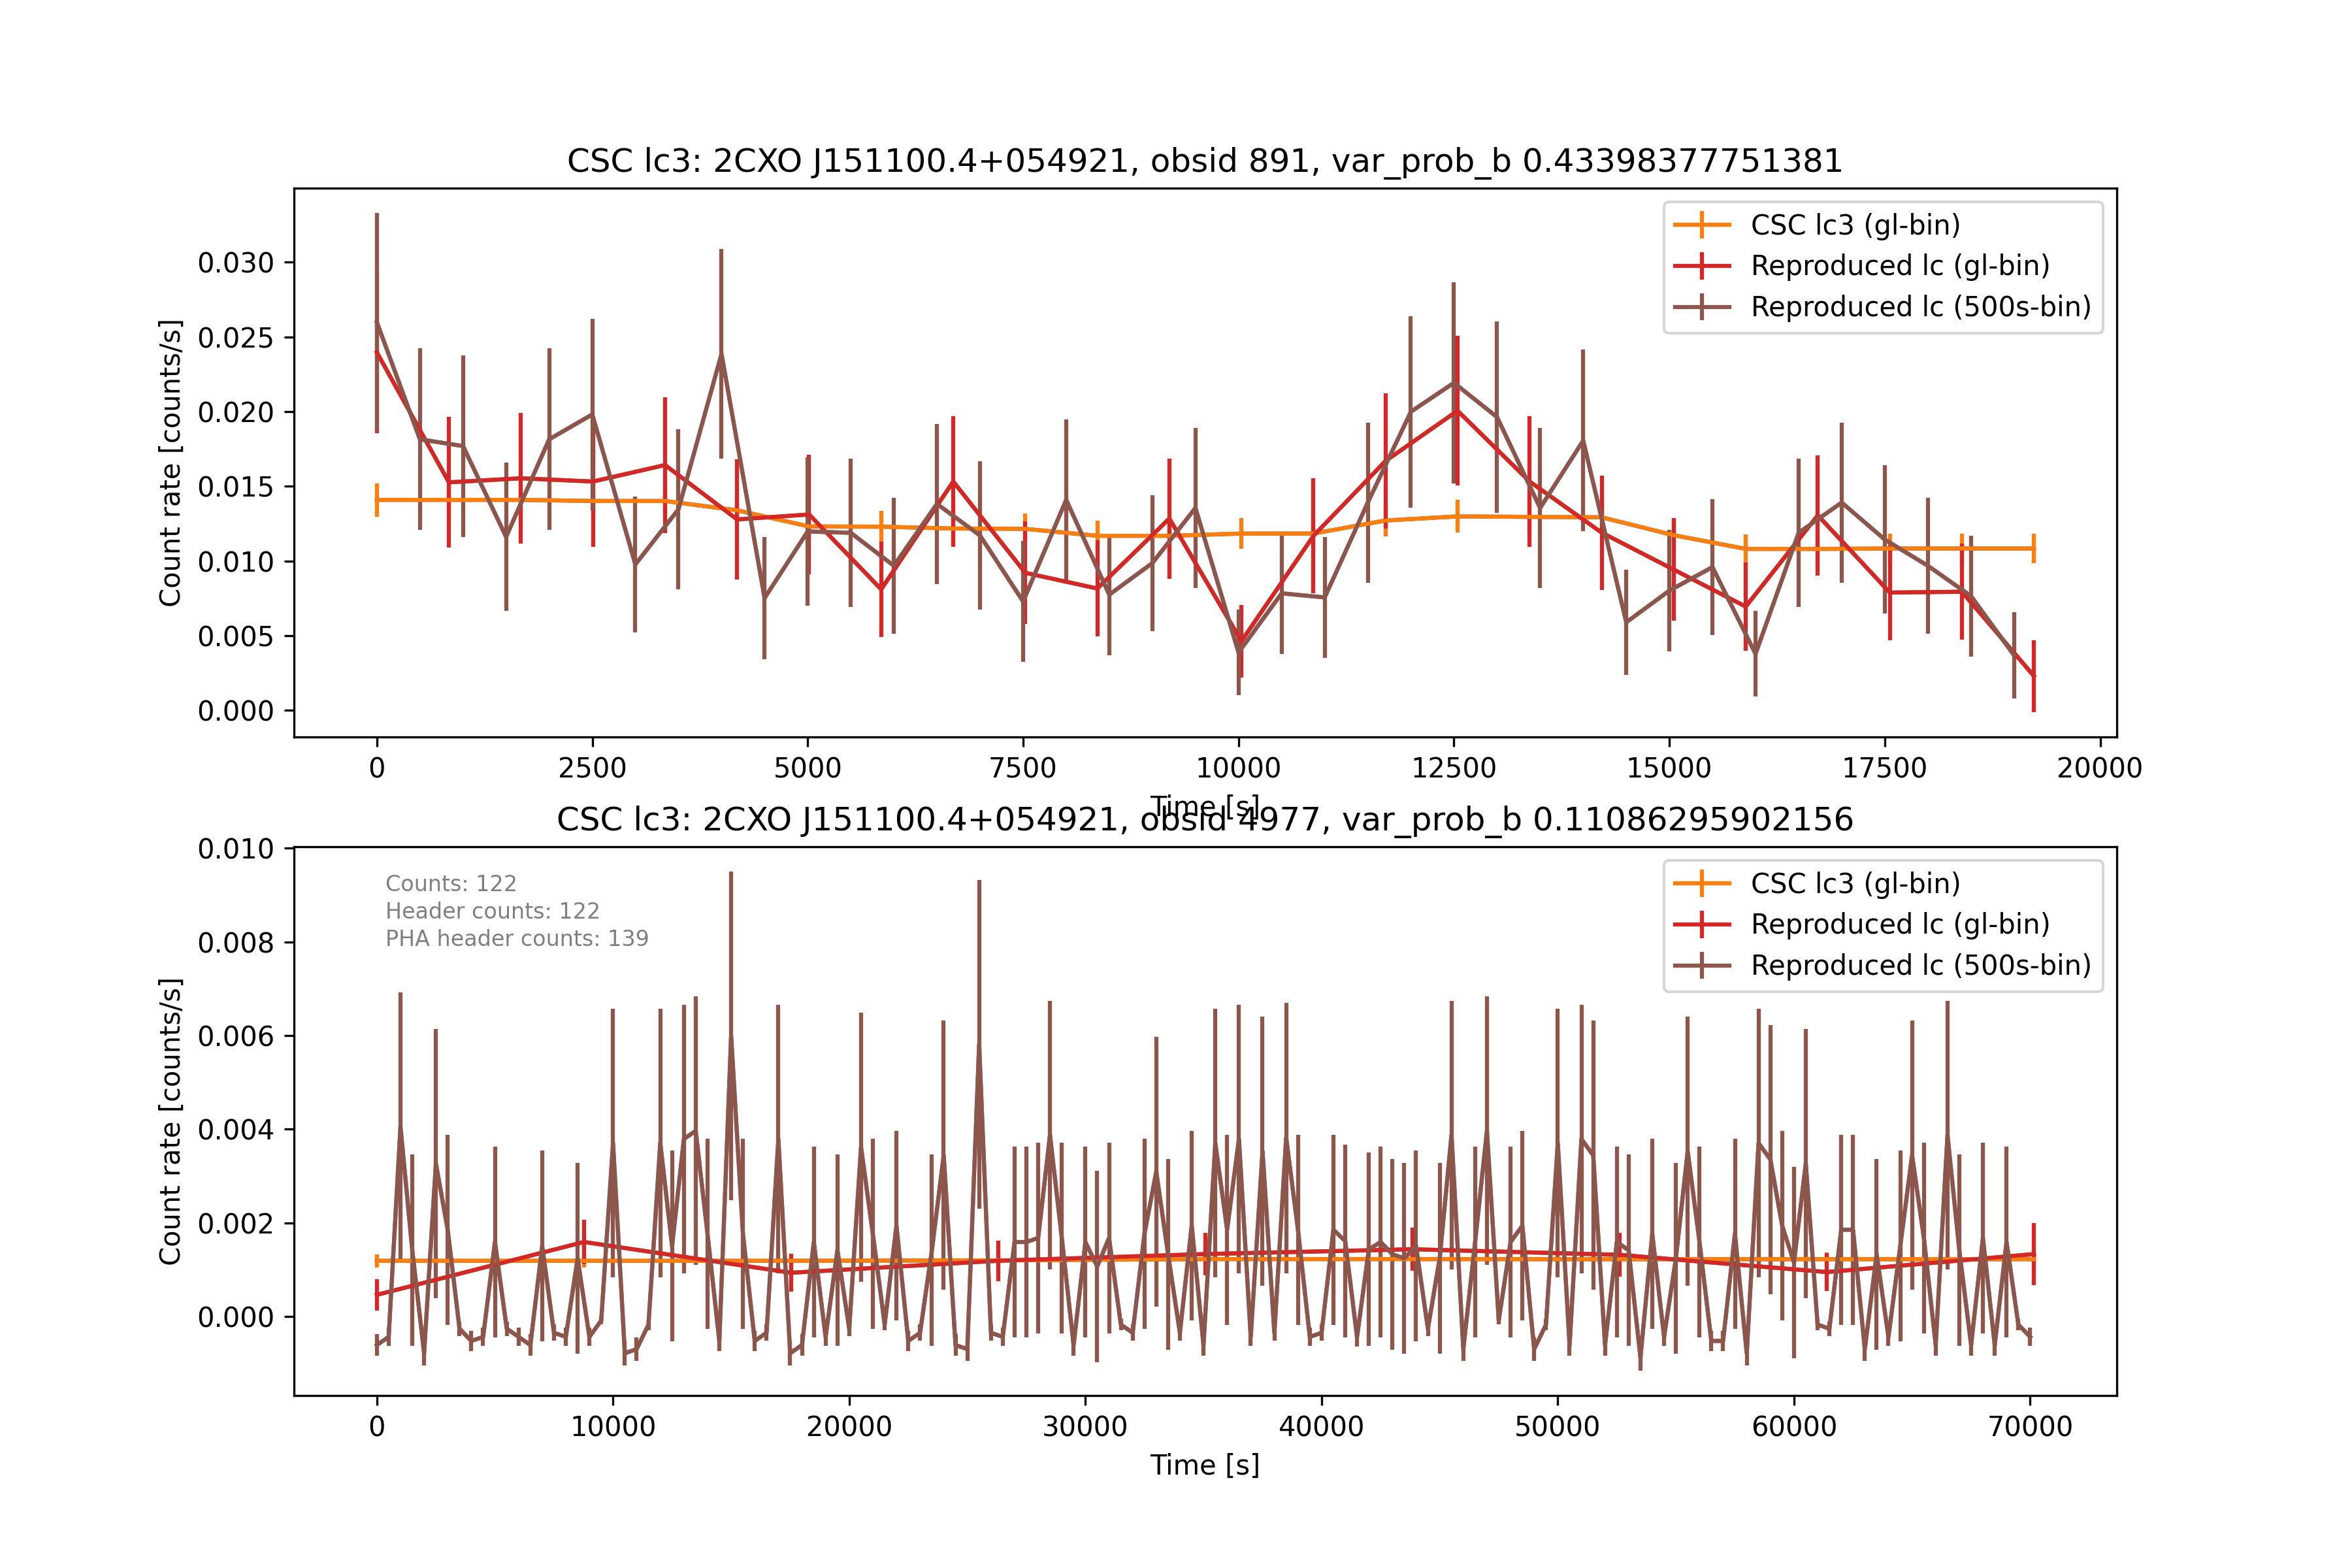 CSC lc3: 2CXO J151100.4+054921, obsid 891, var_prob_b 0.43398377751381
CSC lc3 (gl-bin)
Reproduced lc (gl-bin)
Reproduced lc (500s-bin)
Count rate [counts/s]
0.030
0.025
0.020
0.015
0.010
0.005
0.000
0 2500 5000 7500 10000 12500 15000 17500 20000
Time [s]
CSC lc3: 2CXO J151100.4+054921, obsid 4977, var_prob_b 0.11086295902156
Counts: 122
Header counts: 122
PHA header counts: 139
CSC lc3 (gl-bin)
Reproduced lc (gl-bin)
Reproduced lc (500s-bin)
Count rate [counts/s]
0.010
0.008
0.006
0.004
0.002
0.000
0 10000 20000 30000 40000 50000 60000 70000
Time [s]